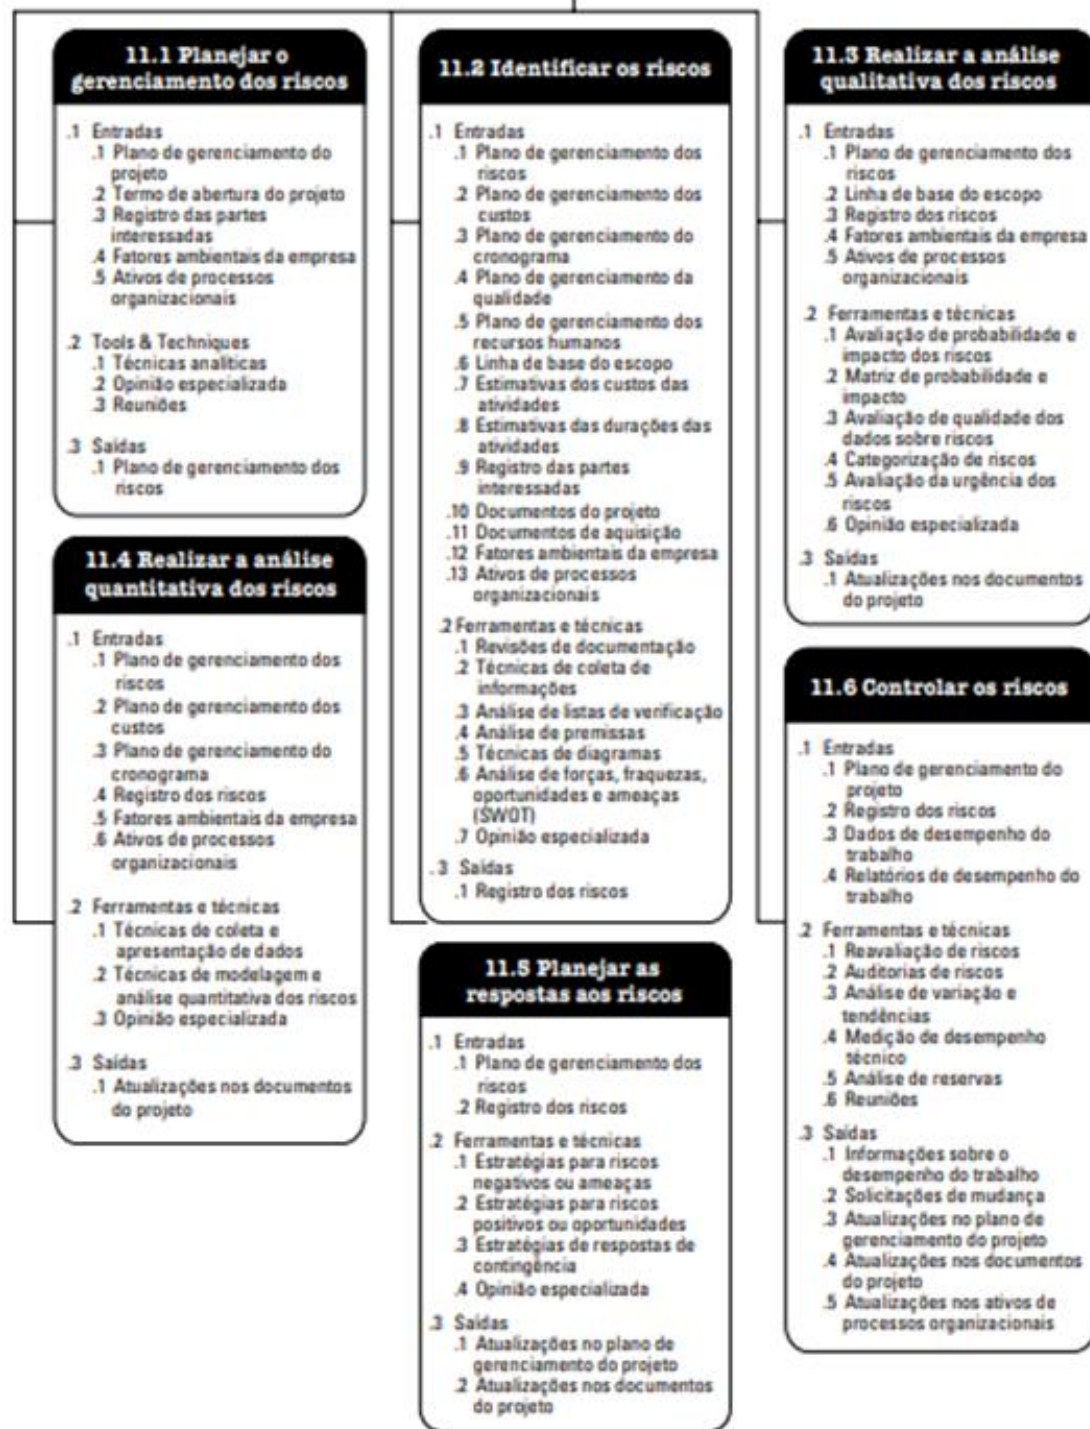 11.1 Planejar o
gerenciamento dos riscos
.1 Entradas
.1 Plano de gerenciamento do
projeto
.2 Termo de abertura do projeto
.3 Registro das partes
interessadas
.4 Fatores ambientais da empresa
.5 Ativos de processos
organizacionais
.2 Tools & Techniques
.1 Técnicas analíticas
.2 Opinião especializada
.3 Reuniões
.3 Saídas
.1 Plano de gerenciamento dos
riscos
11.2 Identificar os riscos
.1 Entradas
.1 Plano de gerenciamento dos
riscos
.2 Plano de gerenciamento dos
custos
.3 Plano de gerenciamento do
cronograma
.4 Plano de gerenciamento da
qualidade
.5 Plano de gerenciamento dos
recursos humanos
.6 Linha de base do escopo
.7 Estimativas dos custos das
atividades
.8 Estimativas das durações das
atividades
.9 Registro das partes
interessadas
.10 Documentos do projeto
.11 Documentos de aquisição
.12 Fatores ambientais da empresa
.13 Ativos de processos
organizacionais
.2 Ferramentas e técnicas
.1 Revisões de documentação
.2 Técnicas de coleta de
informações
.3 Análise de listas de verificação
.4 Análise de premissas
.5 Técnicas de diagramas
.6 Análise de forças, fraquezas,
oportunidades e ameaças
(SWOT)
.7 Opinião especializada
.3 Saídas
.1 Registro dos riscos
11.3 Realizar a análise
qualitativa dos riscos
.1 Entradas
.1 Plano de gerenciamento dos
riscos
.2 Linha de base do escopo
.3 Registro dos riscos
.4 Fatores ambientais da empresa
.5 Ativos de processos
organizacionais
.2 Ferramentas e técnicas
.1 Avaliação de probabilidade e
impacto dos riscos
.2 Matriz de probabilidade e
impacto
.3 Avaliação de qualidade dos
dados sobre riscos
.4 Categorização de riscos
.5 Avaliação da urgência dos
riscos
.6 Opinião especializada
.3 Saídas
.1 Atualizações nos documentos
do projeto
11.4 Realizar a análise
quantitativa dos riscos
.1 Entradas
.1 Plano de gerenciamento dos
riscos
.2 Plano de gerenciamento dos
custos
.3 Plano de gerenciamento do
cronograma
.4 Registro dos riscos
.5 Fatores ambientais da empresa
.6 Ativos de processos
organizacionais
.2 Ferramentas e técnicas
.1 Técnicas de coleta e
apresentação de dados
.2 Técnicas de modelagem e
análise quantitativa dos riscos
.3 Opinião especializada
.3 Saídas
.1 Atualizações nos documentos
do projeto
11.5 Planejar as
respostas aos riscos
.1 Entradas
.1 Plano de gerenciamento dos
riscos
.2 Registro dos riscos
.2 Ferramentas e técnicas
.1 Estratégias para riscos
negativos ou ameaças
.2 Estratégias para riscos
positivos ou oportunidades
.3 Estratégias de respostas de
contingência
.4 Opinião especializada
.3 Saídas
.1 Atualizações no plano de
gerenciamento do projeto
.2 Atualizações nos documentos
do projeto
11.6 Controlar os riscos
.1 Entradas
.1 Plano de gerenciamento do
projeto
.2 Registro dos riscos
.3 Dados de desempenho do
trabalho
.4 Relatórios de desempenho do
trabalho
.2 Ferramentas e técnicas
.1 Reavaliação de riscos
.2 Auditorias de riscos
.3 Análise de variação e
tendências
.4 Medição de desempenho
técnico
.5 Análise de reservas
.6 Reuniões
.3 Saídas
.1 Informações sobre o
desempenho do trabalho
.2 Solicitações de mudança
.3 Atualizações no plano de
gerenciamento do projeto
.4 Atualizações nos documentos
do projeto
.5 Atualizações nos ativos de
processos organizacionais